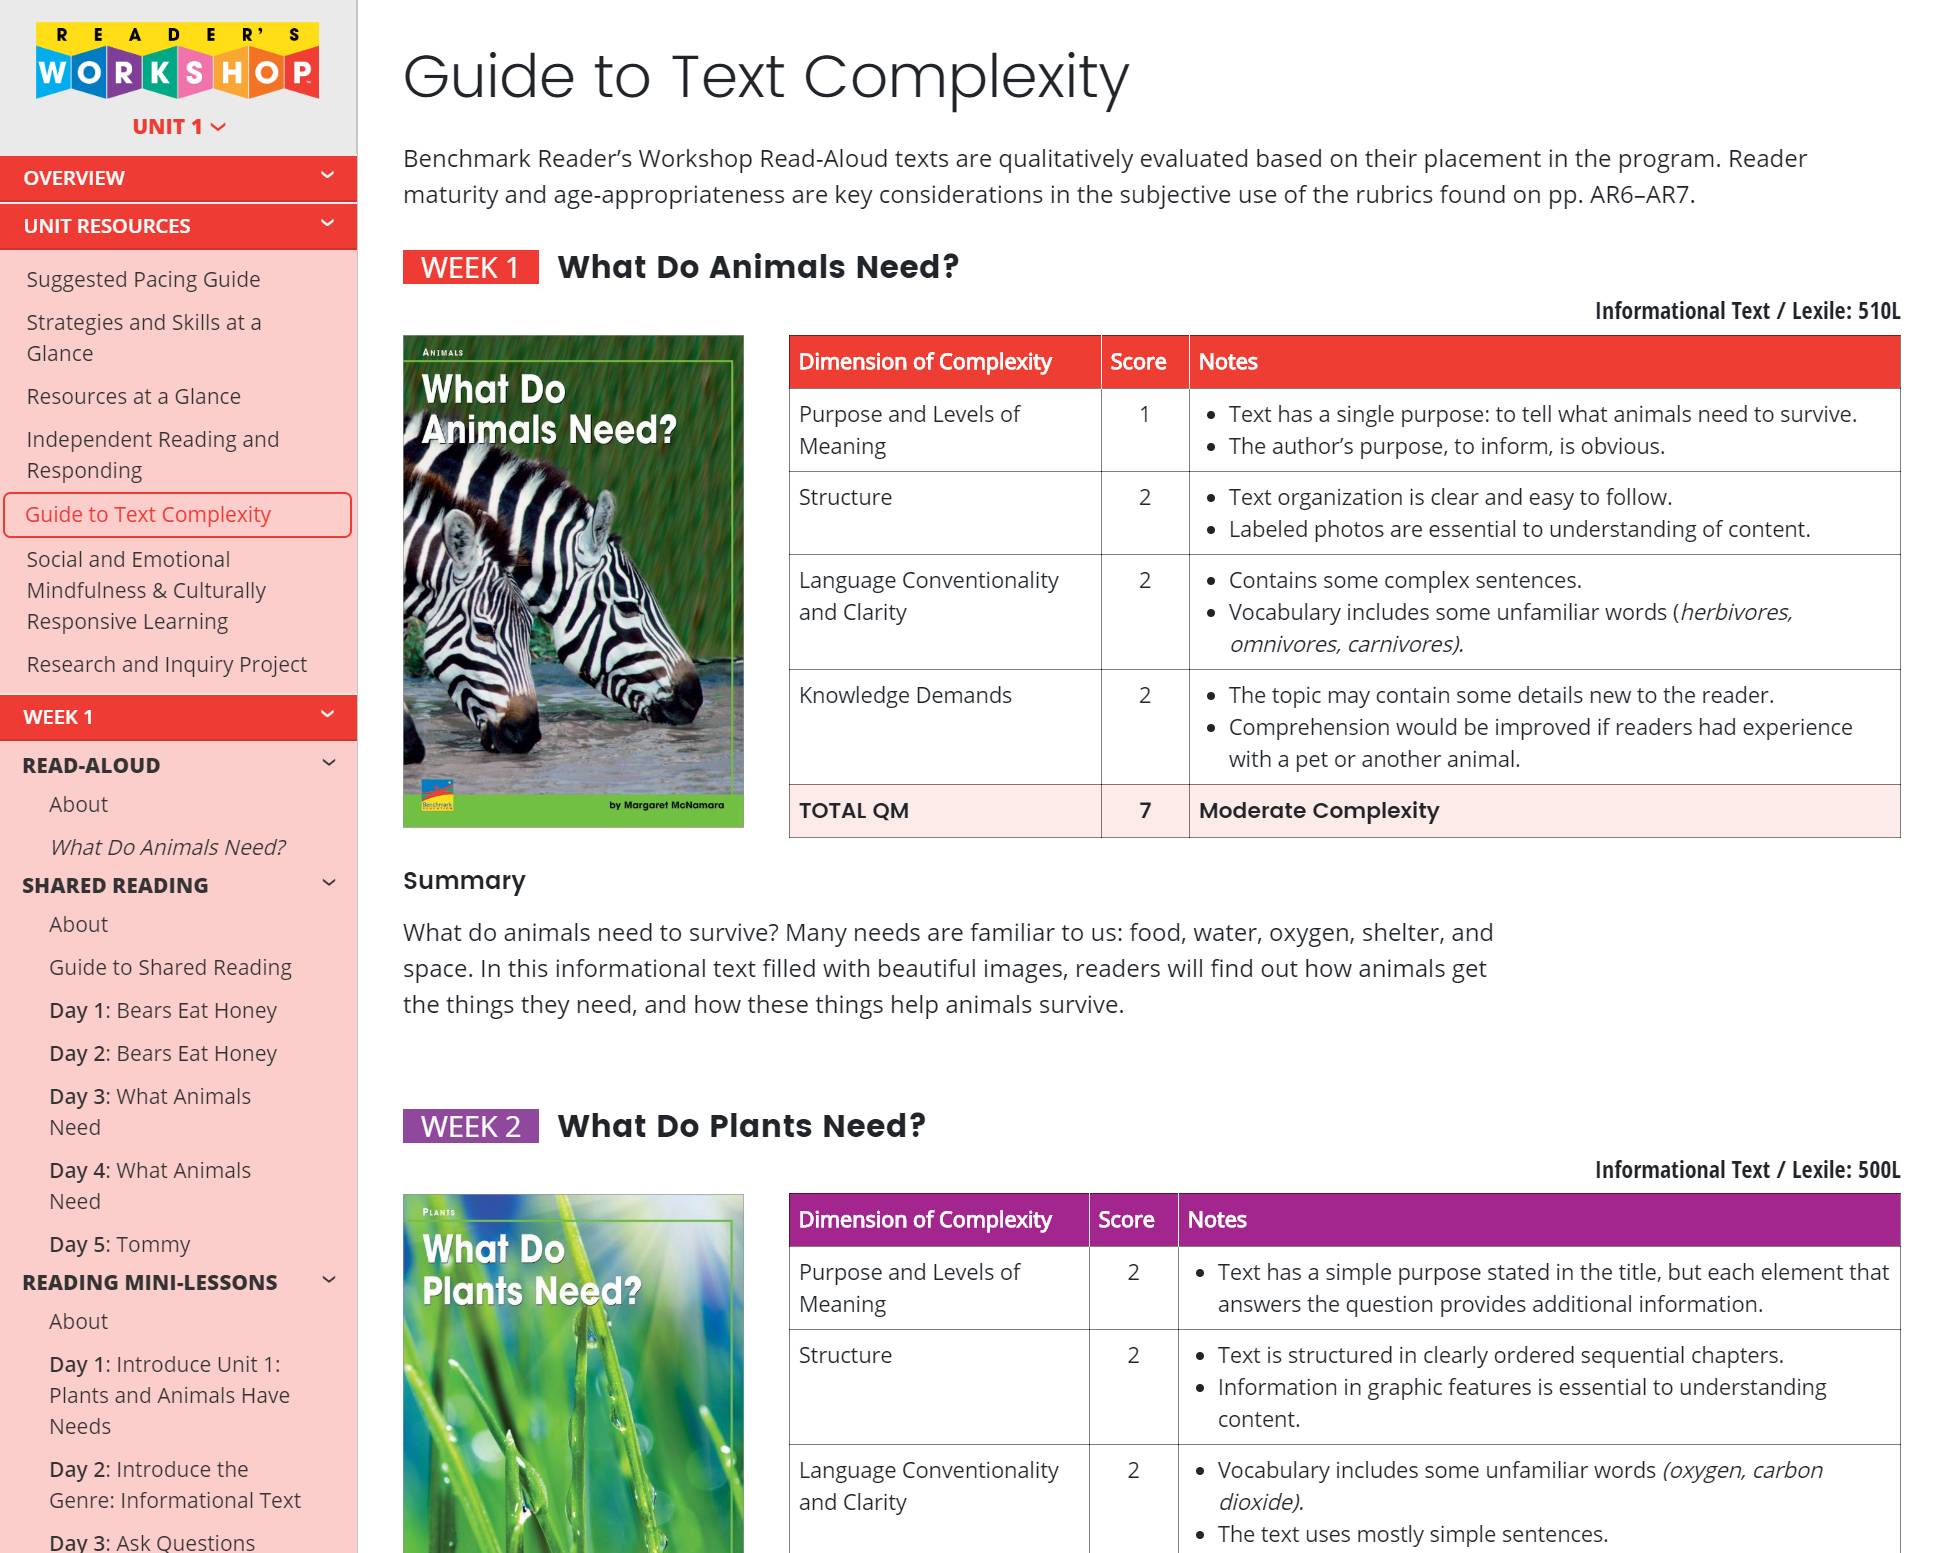 READER'S
WORKSHOP
UNIT 1
OVERVIEW
UNIT RESOURCES
Suggested Pacing Guide
Strategies and Skills at a
Glance
Resources at a Glance
Independent Reading and
Responding
Guide to Text Complexity
Social and Emotional
Mindfulness & Culturally
Responsive Learning
Research and Inquiry Project
WEEK 1
READ-ALOUD
About
What Do Animals Need?
SHARED READING
About
Guide to Shared Reading
Day 1: Bears Eat Honey
Day 2: Bears Eat Honey
Day 3: What Animals
Need
Day 4: What Animals
Need
Day 5: Tommy
READING MINI-LESSONS
About
Day 1: Introduce Unit 1:
Plants and Animals Have
Needs
Day 2: Introduce the
Genre: Informational Text
Day 3: Ask Questions
Guide to Text Complexity
Benchmark Reader’s Workshop Read-Aloud texts are qualitatively evaluated based on their placement in the program. Reader
maturity and age-appropriateness are key considerations in the subjective use of the rubrics found on pp. AR6–AR7.
WEEK 1 What Do Animals Need?
Informational Text / Lexile: 510L
ANIMALS
What Do
Animals Need?
Benchmark
by Margaret McNamara
Dimension of Complexity Score Notes
Purpose and Levels of 1 • Text has a single purpose: to tell what animals need to survive.
Meaning • The author’s purpose, to inform, is obvious.
Structure 2 • Text organization is clear and easy to follow.
• Labeled photos are essential to understanding of content.
Language Conventionality 2 • Contains some complex sentences.
and Clarity • Vocabulary includes some unfamiliar words (herbivores,
omnivores, carnivores).
Knowledge Demands 2 • The topic may contain some details new to the reader.
• Comprehension would be improved if readers had experience
with a pet or another animal.
TOTAL QM 7 Moderate Complexity
Summary
What do animals need to survive? Many needs are familiar to us: food, water, oxygen, shelter, and
space. In this informational text filled with beautiful images, readers will find out how animals get
the things they need, and how these things help animals survive.
WEEK 2 What Do Plants Need?
Informational Text / Lexile: 500L
PLANTS
What Do
Plants Need?
Dimension of Complexity Score Notes
Purpose and Levels of 2 • Text has a simple purpose stated in the title, but each element that
Meaning answers the question provides additional information.
Structure 2 • Text is structured in clearly ordered sequential chapters.
• Information in graphic features is essential to understanding
content.
Language Conventionality 2 • Vocabulary includes some unfamiliar words (oxygen, carbon
and Clarity dioxide).
• The text uses mostly simple sentences.